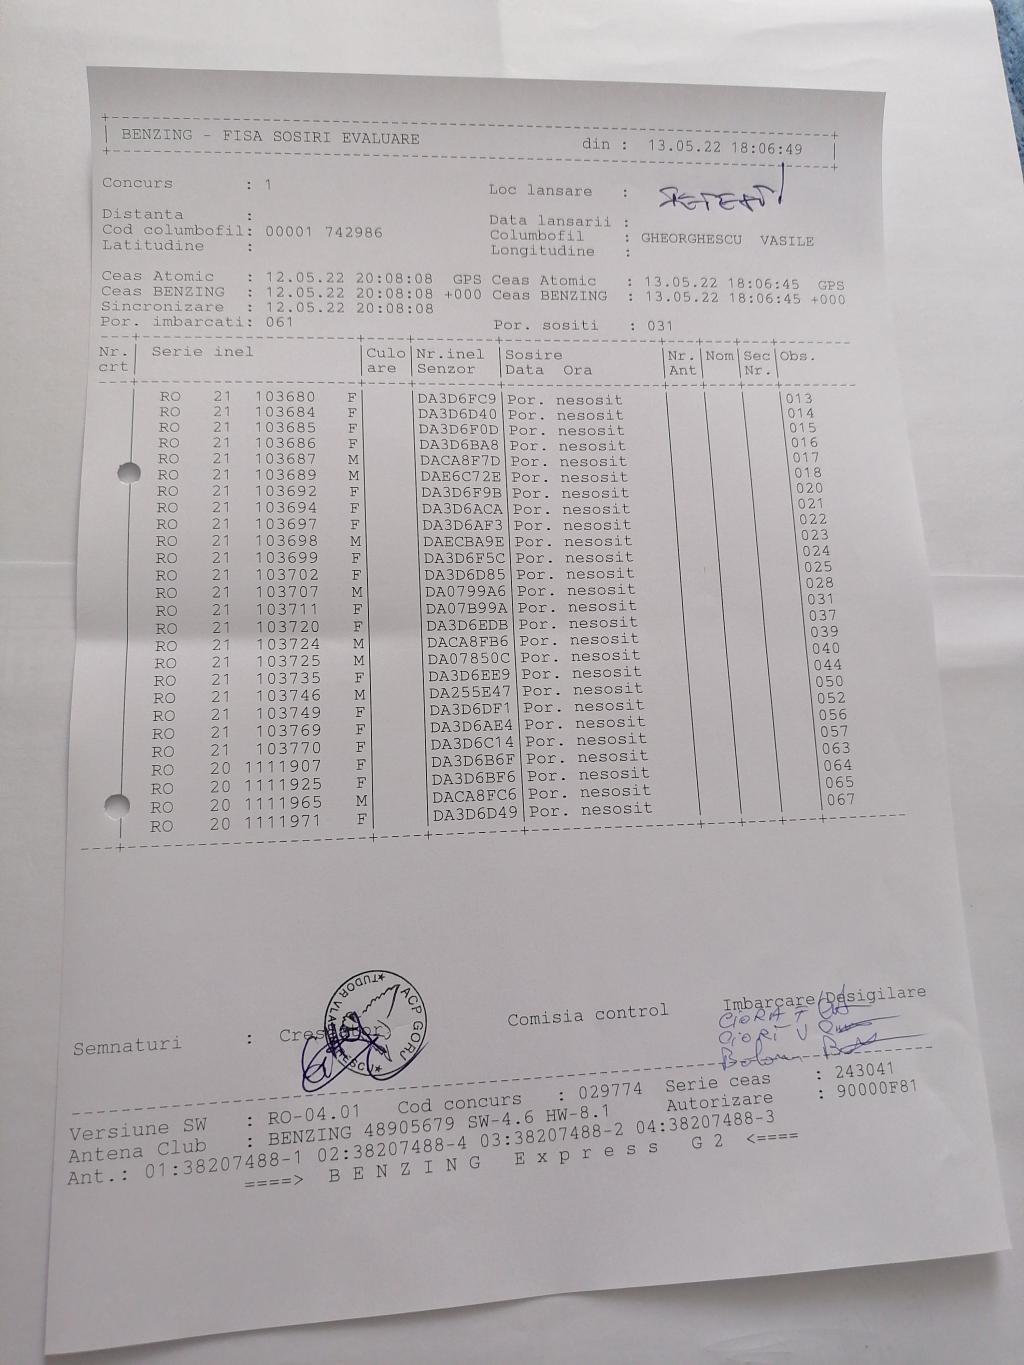 BENZING - FISA SOSIRI EVALUARE din : 13.05.22 18:06:49
Concurs : 1 Loc lansare :
Distanta : Data lansarii :
Cod columbofil: 00001 742986 Columbofil : GHEORGHESCU VASILE
Latitudine : Longitudine :
Ceas Atomic : 12.05.22 20:08:08 GPS Ceas Atomic : 13.05.22 18:06:45 GPS
Ceas BENZING : 12.05.22 20:08:08 +000 Ceas BENZING : 13.05.22 18:06:45 +000
Sincronizare : 12.05.22 20:08:08
Por. imbarcati: 061 Por. sositi : 031
Nr. Serie inel Culo Nr.inel Sosire Nr. Nom Sec Obs.
crt are Senzor Data Ora Ant Nr.
RO 21 103680 F DA3D6FC9 Por. nesosit 013
RO 21 103684 F DA3D6D40 Por. nesosit 014
RO 21 103685 F DA3D6F0D Por. nesosit 015
RO 21 103686 F DA3D6BA8 Por. nesosit 016
RO 21 103687 M DACA8F7D Por. nesosit 017
RO 21 103689 M DAE6C72E Por. nesosit 018
RO 21 103692 F DA3D6F9B Por. nesosit 020
RO 21 103694 F DA3D6ACA Por. nesosit 021
RO 21 103697 F DA3D6AF3 Por. nesosit 022
RO 21 103698 M DAECBA9E Por. nesosit 023
RO 21 103699 F DA3D6F5C Por. nesosit 024
RO 21 103702 F DA3D6D85 Por. nesosit 025
RO 21 103707 M DA0799A6 Por. nesosit 028
RO 21 103711 F DA07B99A Por. nesosit 031
RO 21 103720 F DA3D6EDB Por. nesosit 037
RO 21 103724 M DACA8FB6 Por. nesosit 039
RO 21 103725 M DA07850C Por. nesosit 040
RO 21 103735 F DA3D6EE9 Por. nesosit 044
RO 21 103746 M DA255E47 Por. nesosit 050
RO 21 103749 F DA3D6DF1 Por. nesosit 052
RO 21 103769 F DA3D6AE4 Por. nesosit 056
RO 21 103770 F DA3D6C14 Por. nesosit 057
RO 20 1111907 F DA3D6B6F Por. nesosit 063
RO 20 1111925 F DA3D6BF6 Por. nesosit 064
RO 20 1111965 M DACA8FC6 Por. nesosit 065
RO 20 1111971 F DA3D6D49 Por. nesosit 067
Semnaturi : Crescator Comisia control Imbarcare/Desigilare
ACP GORJ
TUDOR VLADIMIRESCU
Versiune SW : RO-04.01 Cod concurs : 029774 Serie ceas : 243041
Antena Club : BENZING 48905679 SW-4.6 HW-8.1 Autorizare : 90000F81
Ant.: 01:38207488-1 02:38207488-4 03:38207488-2 04:38207488-3
====> BENZING Express G2 <====